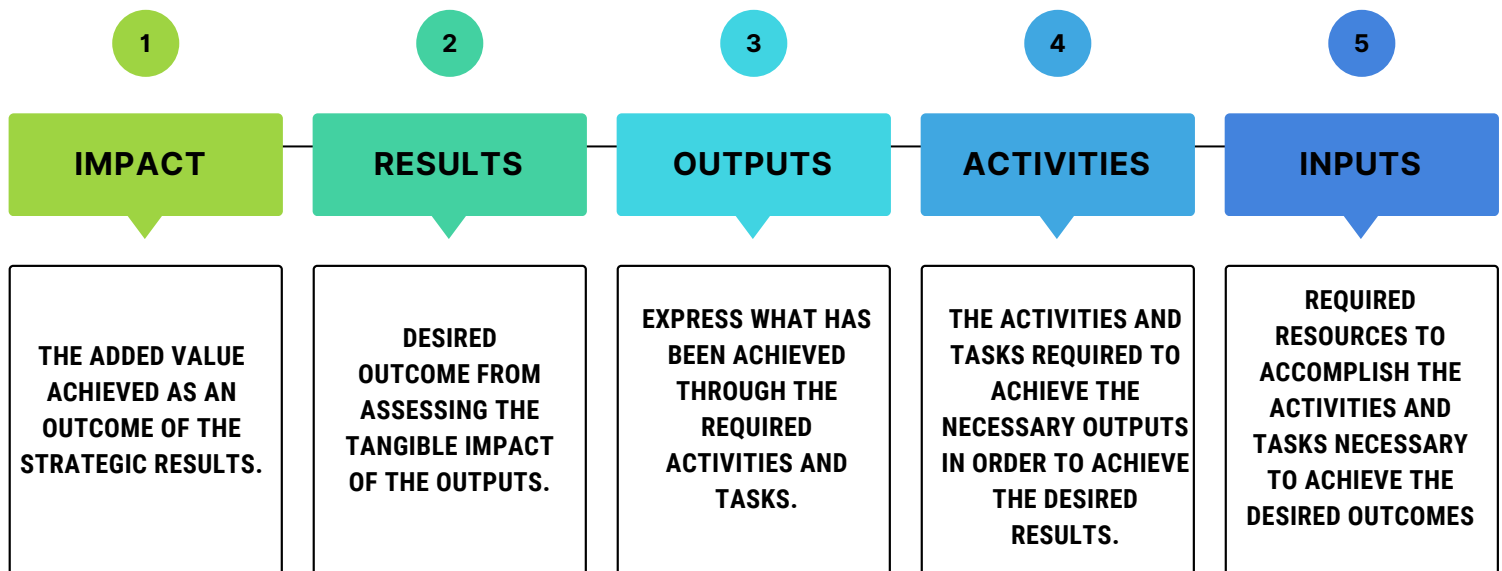 1
2
3
4
5
IMPACT
RESULTS
OUTPUTS
ACTIVITIES
INPUTS
THE ADDED VALUE
ACHIEVED AS AN
OUTCOME OF THE
STRATEGIC RESULTS.
DESIRED
OUTCOME FROM
ASSESSING THE
TANGIBLE IMPACT
OF THE OUTPUTS.
EXPRESS WHAT HAS
BEEN ACHIEVED
THROUGH THE
REQUIRED
ACTIVITIES AND
TASKS.
THE ACTIVITIES AND
TASKS REQUIRED TO
ACHIEVE THE
NECESSARY OUTPUTS
IN ORDER TO ACHIEVE
THE DESIRED
RESULTS.
REQUIRED
RESOURCES TO
ACCOMPLISH THE
ACTIVITIES AND
TASKS NECESSARY
TO ACHIEVE THE
DESIRED OUTCOMES